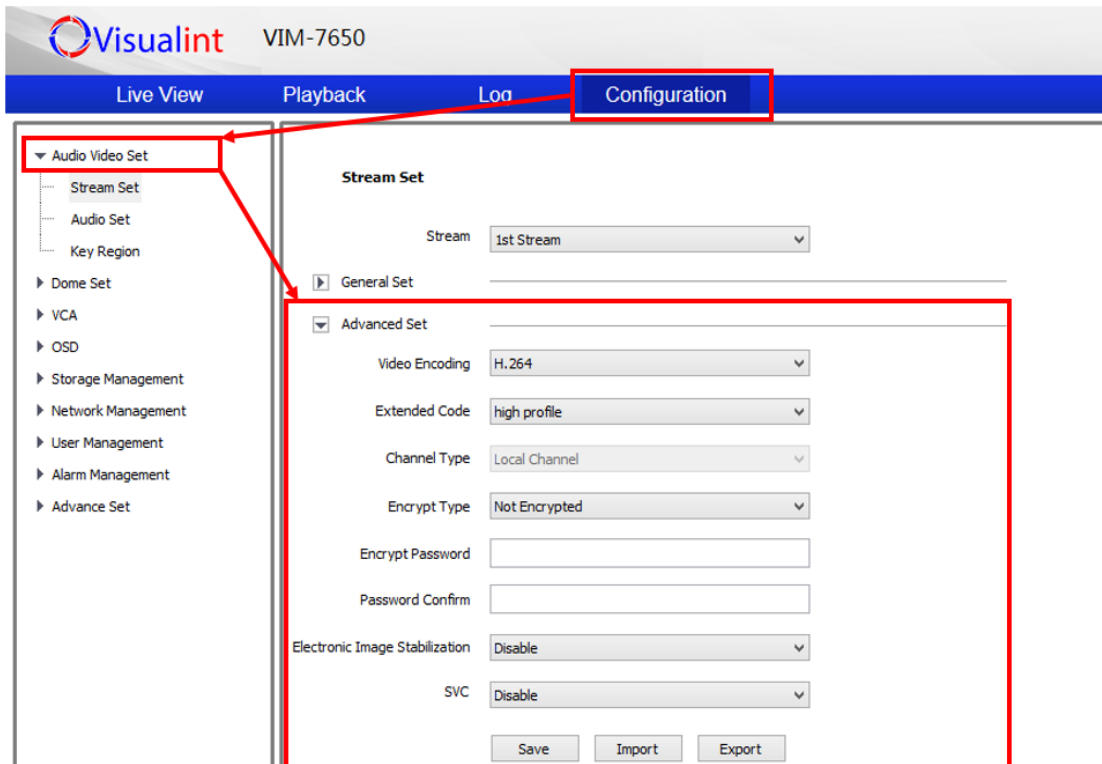 Visualint VIM-7650
Live View Playback Log Configuration
Audio Video Set
Stream Set
Audio Set
Key Region
Dome Set
VCA
OSD
Storage Management
Network Management
User Management
Alarm Management
Advance Set
Stream Set
Stream 1st Stream
General Set
Advanced Set
Video Encoding H.264
Extended Code high profile
Channel Type Local Channel
Encrypt Type Not Encrypted
Encrypt Password
Password Confirm
Electronic Image Stabilization Disable
SVC Disable
Save Import Export